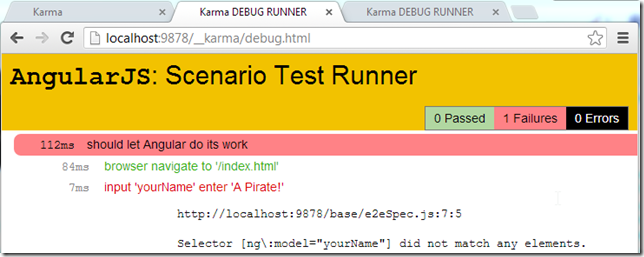 Karma
Karma DEBUG RUNNER
Karma DEBUG RUNNER
localhost:9878/__karma/debug.html
AngularJS: Scenario Test Runner
0 Passed 1 Failures 0 Errors
112ms should let Angular do its work
84ms browser navigate to '/index.html'
7ms input 'yourName' enter 'A Pirate!'
http://localhost:9878/base/e2eSpec.js:7:5
Selector [ng\:model="yourName"] did not match any elements.